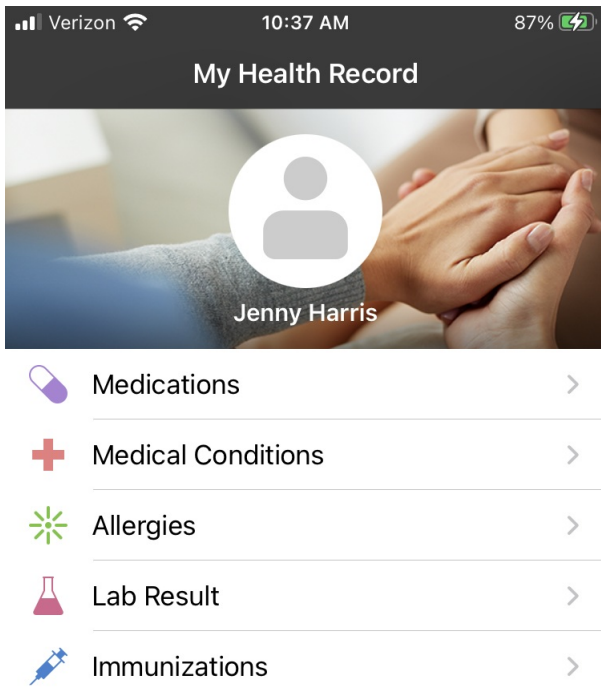 Verizon 10:37 AM 87%
My Health Record
Jenny Harris
Medications
Medical Conditions
Allergies
Lab Result
Immunizations